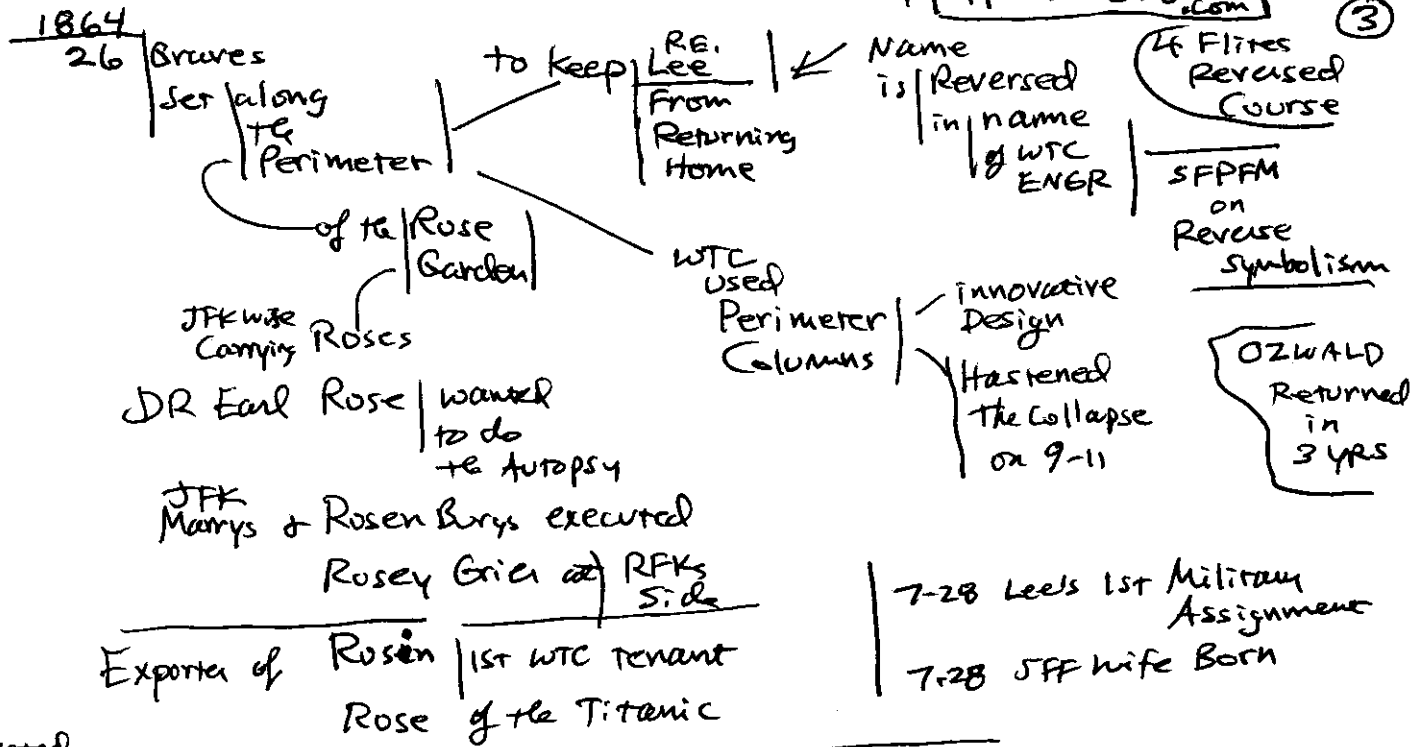 .com
3
1864
26 Graves
Set along
the
Perimeter
to keep R.E.
Lee
From
Returning
Home
Name
is Reversed
in name
of WTC
ENGR
4 Flites
Reversed
Course
SFPFM
on
Reverse
Symbolism
of the Rose
Garden
WTC
used
Perimeter
Columns
innovative
Design
Hastened
The Collapse
on 9-11
OZWALD
Returned
in
3 YRS
JFK wife
Carrying Roses
DR Earl Rose wanted
to do
the Autopsy
JFK
Marrys & Rosen Burgs executed
Rosey Grier at RFKs
Side
Exporter of Rosin 1ST WTC Tenant
Rose of the Titanic
7-28 Lee's 1st Military
Assignment
7-28 JFK wife Born